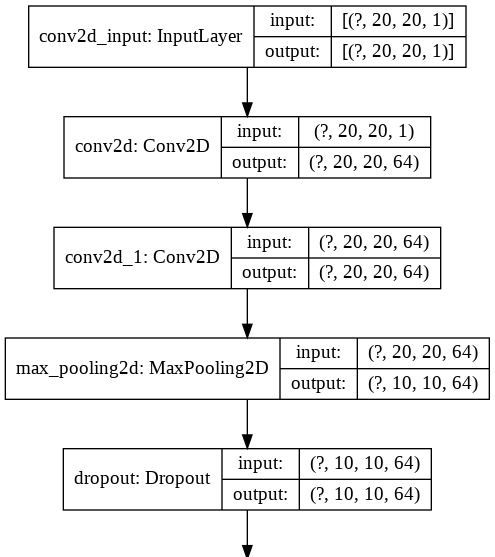 conv2d_input: InputLayer
input: [(?, 20, 20, 1)]
output: [(?, 20, 20, 1)]
conv2d: Conv2D
input: (?, 20, 20, 1)
output: (?, 20, 20, 64)
conv2d_1: Conv2D
input: (?, 20, 20, 64)
output: (?, 20, 20, 64)
max_pooling2d: MaxPooling2D
input: (?, 20, 20, 64)
output: (?, 10, 10, 64)
dropout: Dropout
input: (?, 10, 10, 64)
output: (?, 10, 10, 64)